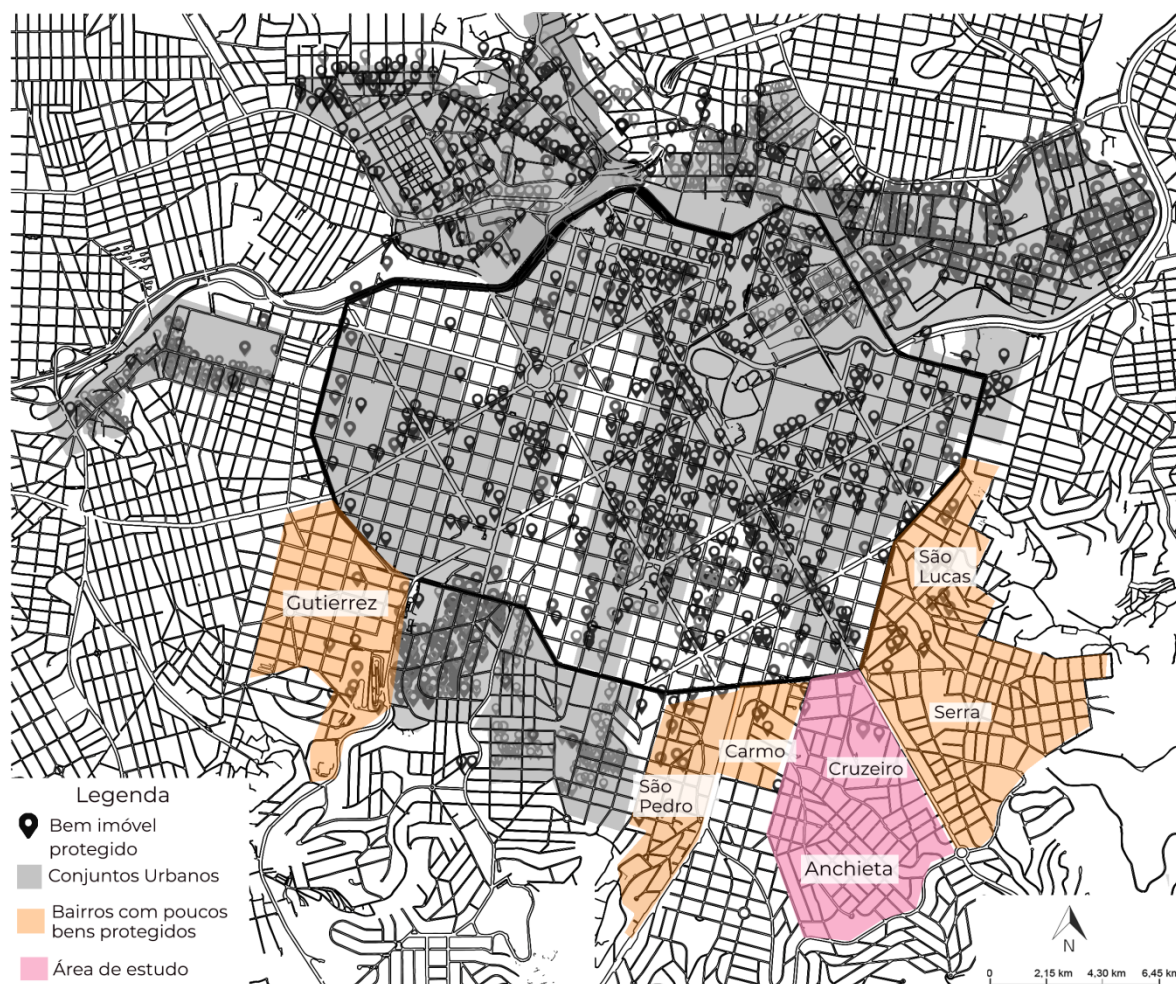 São
Lucas
Gutierrez
Serra
Carmo
Cruzeiro
São
Pedro
Anchieta
Legenda
Bem imóvel
protegido
Conjuntos Urbanos
Bairros com poucos
bens protegidos
Área de estudo
N
0 2,15 km 4,30 km 6,45 km